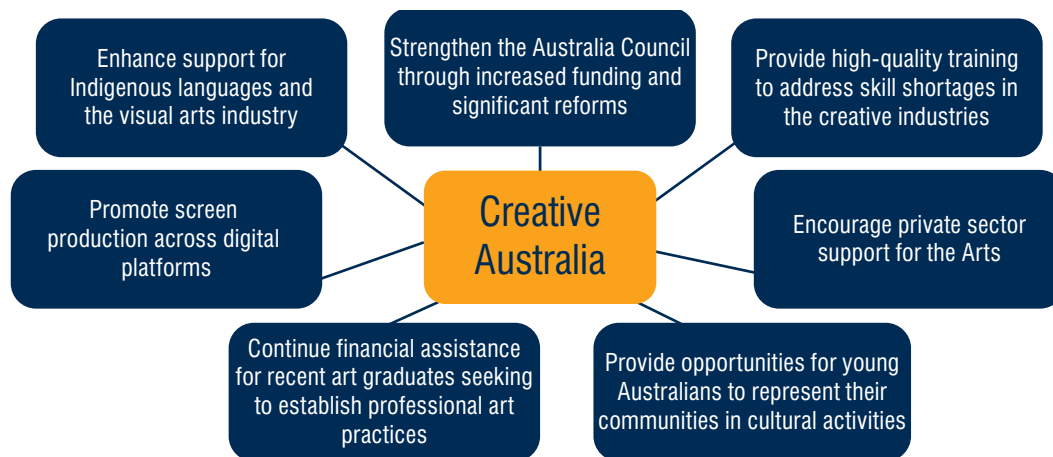 Enhance support for
Indigenous languages and
the visual arts industry
Strengthen the Australia Council
through increased funding and
significant reforms
Provide high-quality training
to address skill shortages in
the creative industries
Promote screen
production across digital
platforms
Creative
Australia
Encourage private sector
support for the Arts
Continue financial assistance
for recent art graduates seeking
to establish professional art
practices
Provide opportunities for young
Australians to represent their
communities in cultural activities